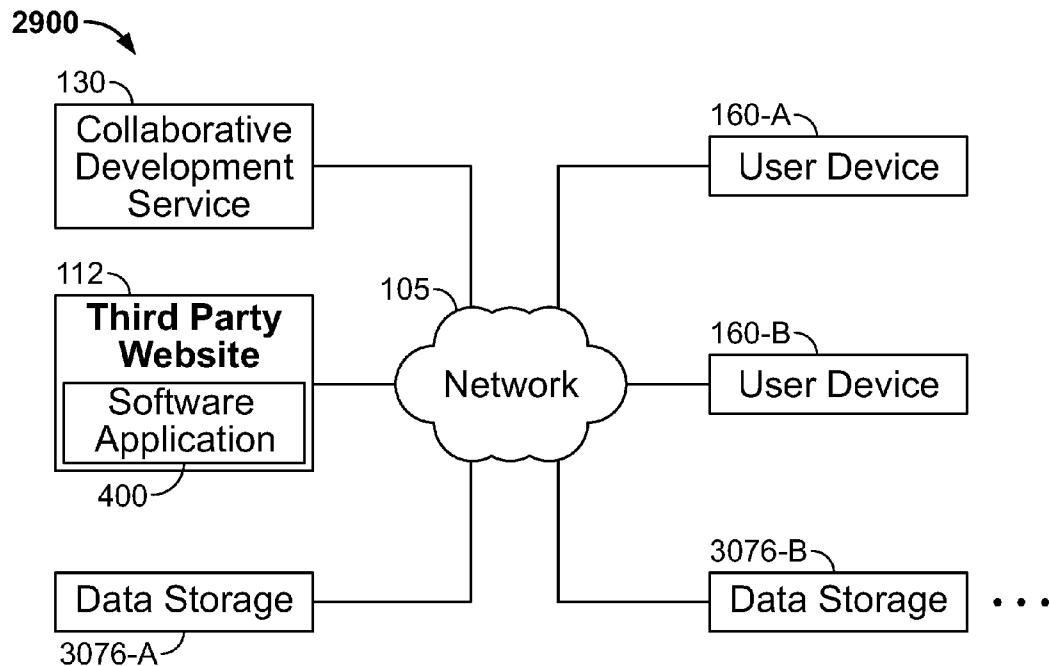 2900
130
Collaborative
Development
Service
112
Third Party
Website
Software
Application
400
Data Storage
3076-A
105
Network
160-A
User Device
160-B
User Device
3076-B
Data Storage
• • •